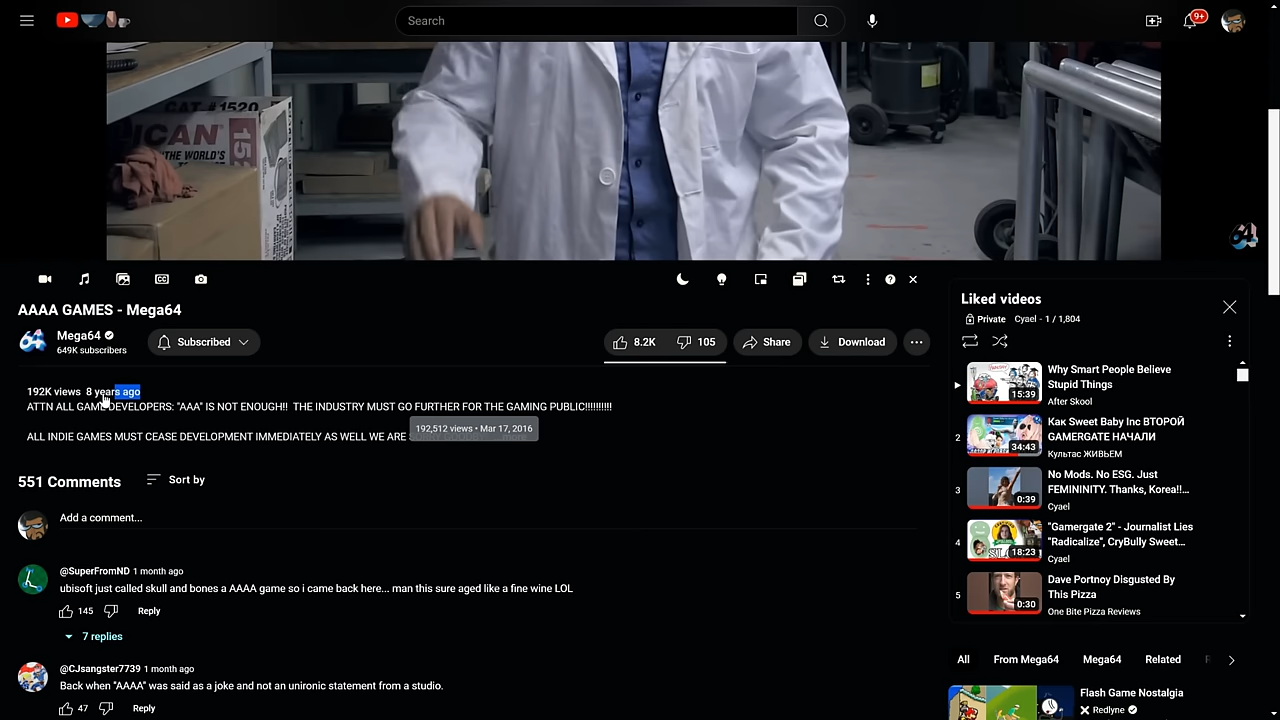 Search
9+
CAT. #1520
ICAN
THE WORLD'S
64
AAAA GAMES - Mega64
Mega64
649K subscribers
Subscribed
8.2K
105
Share
Download
192K views 8 years ago
ATTN ALL GAME DEVELOPERS: "AAA" IS NOT ENOUGH!! THE INDUSTRY MUST GO FURTHER FOR THE GAMING PUBLIC!!!!!!!!!!
192,512 views • Mar 17, 2016
ALL INDIE GAMES MUST CEASE DEVELOPMENT IMMEDIATELY AS WELL WE ARE
551 Comments
Sort by
Add a comment...
@SuperFromND 1 month ago
ubisoft just called skull and bones a AAAA game so i came back here... man this sure aged like a fine wine LOL
145
Reply
7 replies
@CJsangster7739 1 month ago
Back when "AAAA" was said as a joke and not an unironic statement from a studio.
47
Reply
Liked videos
Private Cyael - 1 / 1,804
15:39
Why Smart People Believe
Stupid Things
After School
2
34:43
Как Sweet Baby Inc ВТОРОЙ
GAMERGATE НАЧАЛИ
Культас ЖИВЬЕМ
3
0:39
No Mods. No ESG. Just
FEMININITY. Thanks, Korea!!...
Cyael
4
18:23
"Gamergate 2" - Journalist Lies
"Radicalize", CryBully Sweet...
Cyael
5
0:30
Dave Portnoy Disgusted By
This Pizza
One Bite Pizza Reviews
All
From Mega64
Mega64
Related
Flash Game Nostalgia
Redlyne